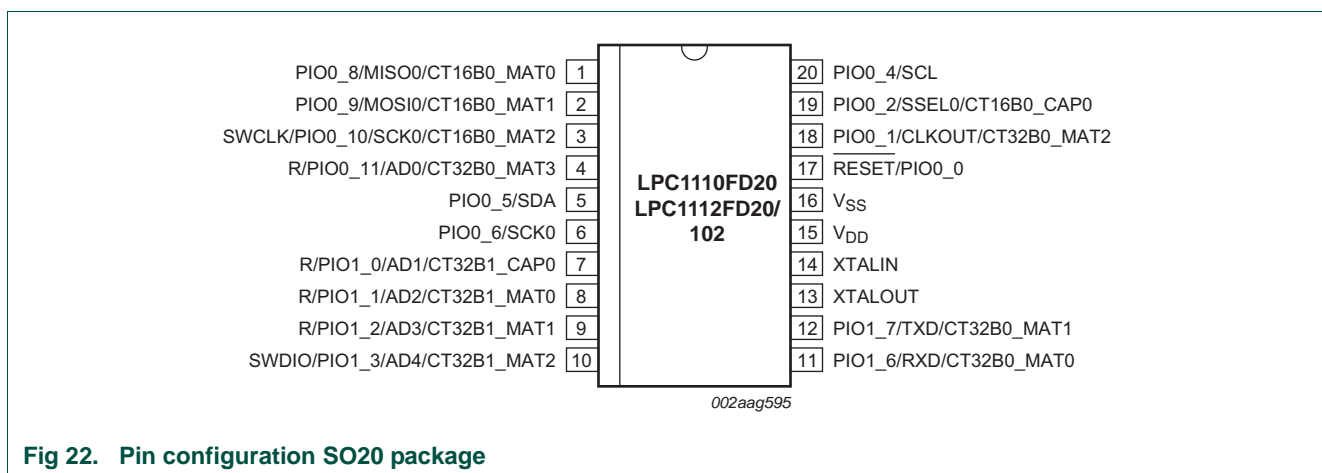 PIO0_8/MISO0/CT16B0_MAT0 1
PIO0_9/MOSI0/CT16B0_MAT1 2
SWCLK/PIO0_10/SCK0/CT16B0_MAT2 3
R/PIO0_11/AD0/CT32B0_MAT3 4
PIO0_5/SDA 5
PIO0_6/SCK0 6
R/PIO1_0/AD1/CT32B1_CAP0 7
R/PIO1_1/AD2/CT32B1_MAT0 8
R/PIO1_2/AD3/CT32B1_MAT1 9
SWDIO/PIO1_3/AD4/CT32B1_MAT2 10
LPC1110FD20
LPC1112FD20/
102
20 PIO0_4/SCL
19 PIO0_2/SSEL0/CT16B0_CAP0
18 PIO0_1/CLKOUT/CT32B0_MAT2
17 RESET/PIO0_0
16 VSS
15 VDD
14 XTALIN
13 XTALOUT
12 PIO1_7/TXD/CT32B0_MAT1
11 PIO1_6/RXD/CT32B0_MAT0
002aag595
Fig 22. Pin configuration SO20 package